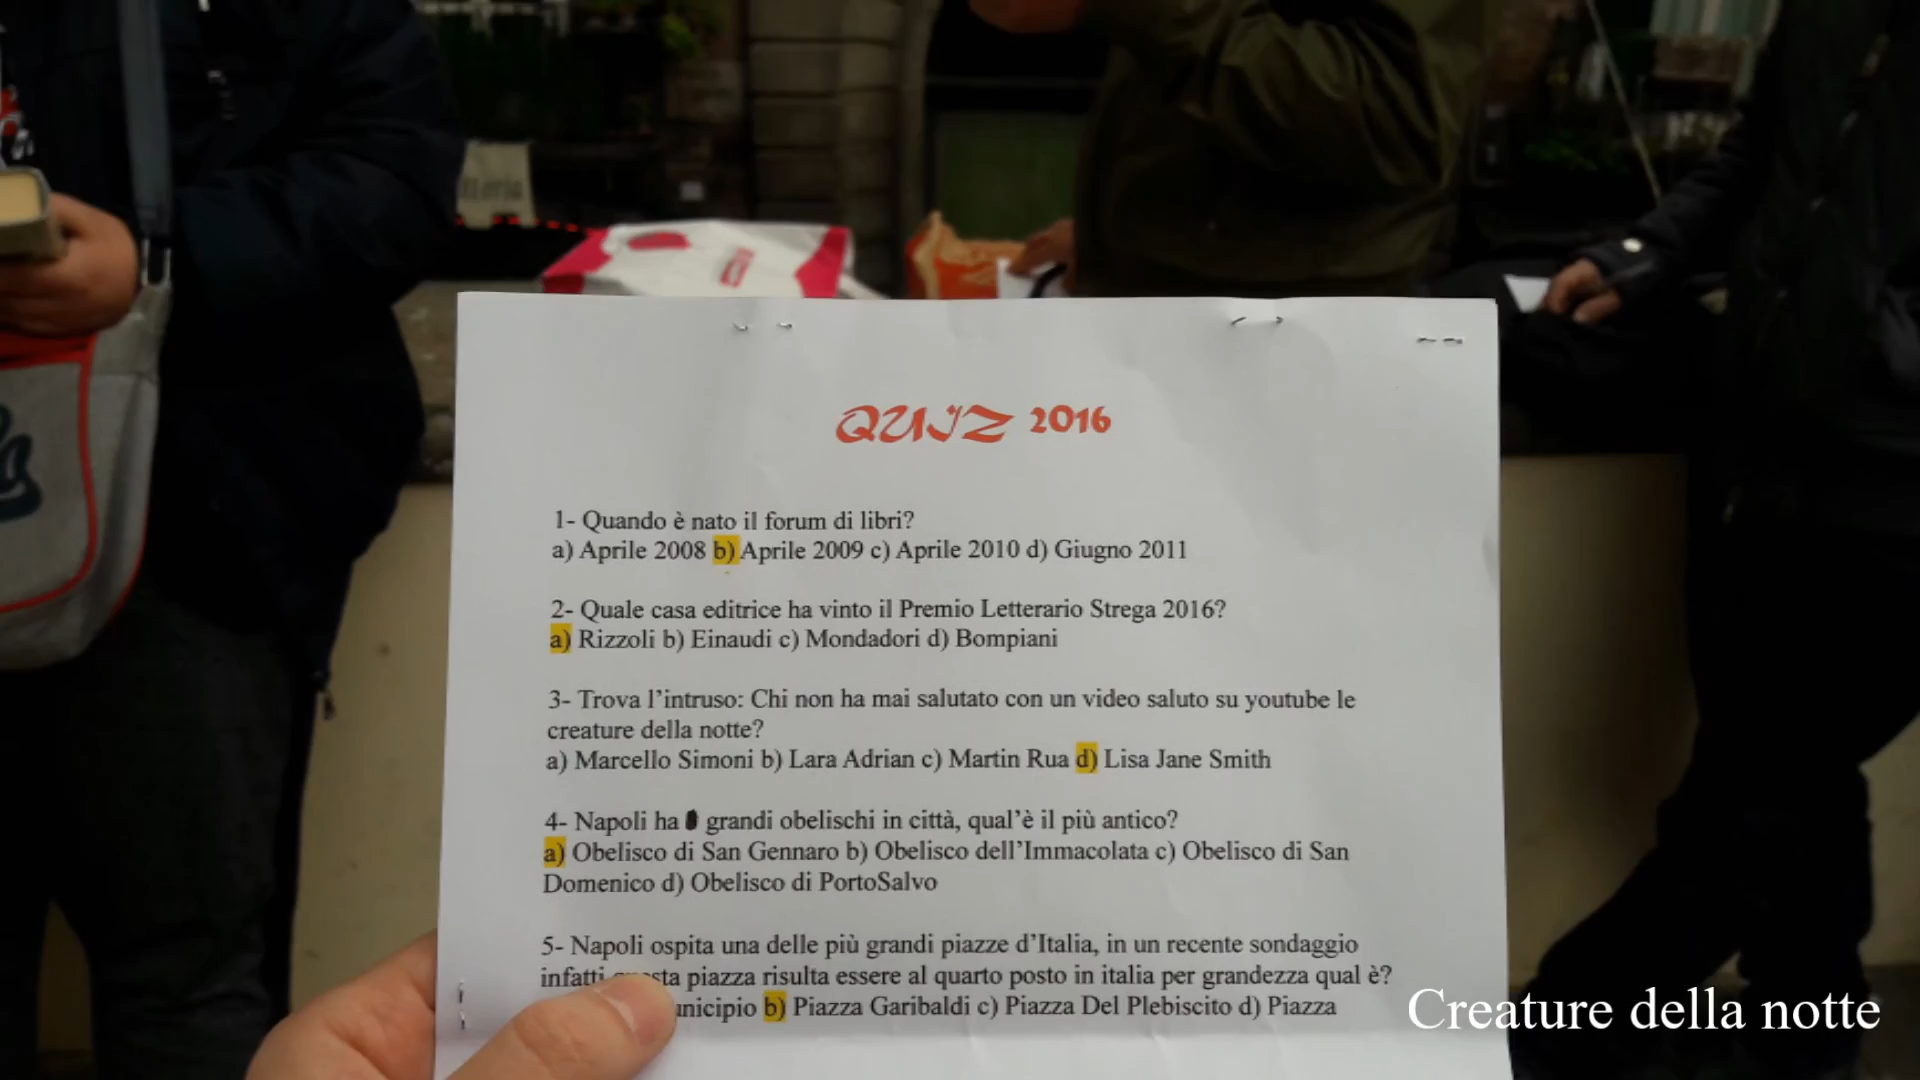 QUIZ 2016
1- Quando è nato il forum di libri?
a) Aprile 2008 b) Aprile 2009 c) Aprile 2010 d) Giugno 2011
2- Quale casa editrice ha vinto il Premio Letterario Strega 2016?
a) Rizzoli b) Einaudi c) Mondadori d) Bompiani
3- Trova l'intruso: Chi non ha mai salutato con un video saluto su youtube le
creature della notte?
a) Marcello Simoni b) Lara Adrian c) Martin Rua d) Lisa Jane Smith
4- Napoli ha grandi obelischi in città, qual'è il più antico?
a) Obelisco di San Gennaro b) Obelisco dell'Immacolata c) Obelisco di San
Domenico d) Obelisco di PortoSalvo
5- Napoli ospita una delle più grandi piazze d'Italia, in un recente sondaggio
infatti piazza risulta essere al quarto posto in italia per grandezza qual è?
b) Piazza Garibaldi c) Piazza Del Plebiscito d) Piazza
Creature della notte